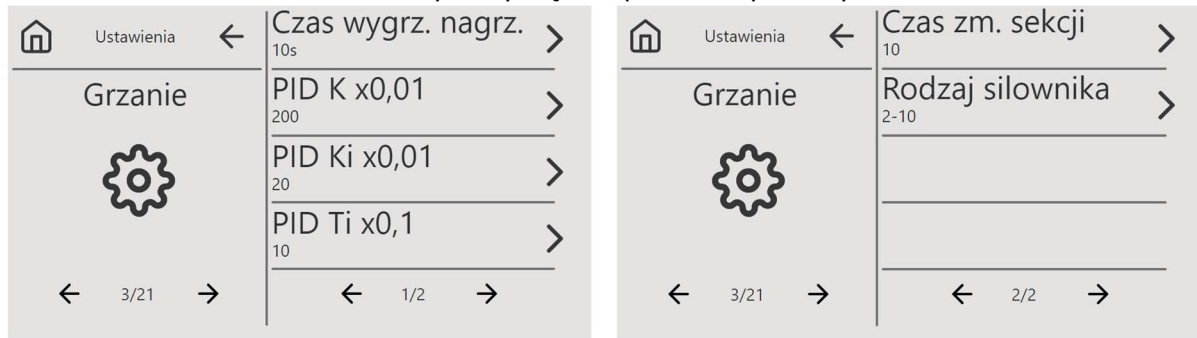 Ustawienia
Grzanie
3/21
Czas wygrz. nagrz.
10s
PID K x0,01
200
PID Ki x0,01
20
PID Ti x0,1
10
1/2
Ustawienia
Grzanie
3/21
Czas zm. sekcji
10
Rodzaj silownika
2-10
2/2